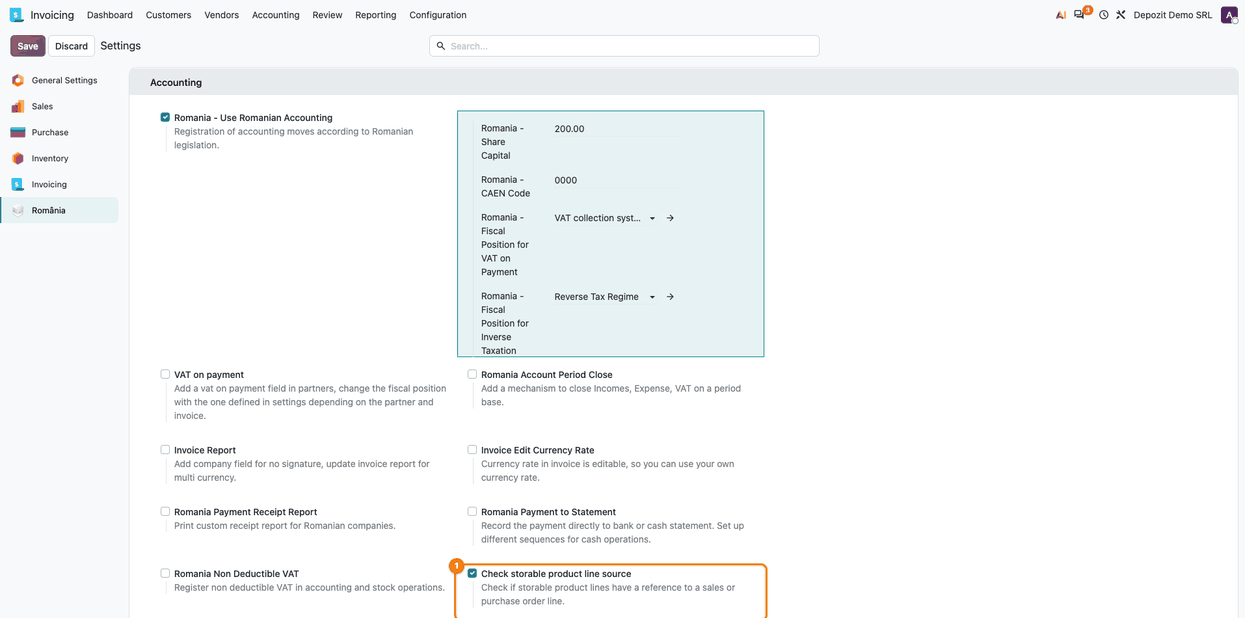 Invoicing Dashboard Customers Vendors Accounting Review Reporting Configuration 3 Depozit Demo SRL A
Save Discard Settings Search...
General Settings
Sales
Purchase
Inventory
Invoicing
România
Accounting
Romania - Use Romanian Accounting
Registration of accounting moves according to Romanian
legislation.
Romania - 200.00
Share
Capital
Romania - 0000
CAEN Code
Romania - VAT collection syst...
Fiscal
Position for
VAT on
Payment
Romania - Reverse Tax Regime
Fiscal
Position for
Inverse
Taxation
VAT on payment
Add a vat on payment field in partners, change the fiscal position
with the one defined in settings depending on the partner and
invoice.
Romania Account Period Close
Add a mechanism to close Incomes, Expense, VAT on a period
base.
Invoice Report
Add company field for no signature, update invoice report for
multi currency.
Invoice Edit Currency Rate
Currency rate in invoice is editable, so you can use your own
currency rate.
Romania Payment Receipt Report
Print custom receipt report for Romanian companies.
Romania Payment to Statement
Record the payment directly to bank or cash statement. Set up
different sequences for cash operations.
Romania Non Deductible VAT
Register non deductible VAT in accounting and stock operations.
1
Check storable product line source
Check if storable product lines have a reference to a sales or
purchase order line.